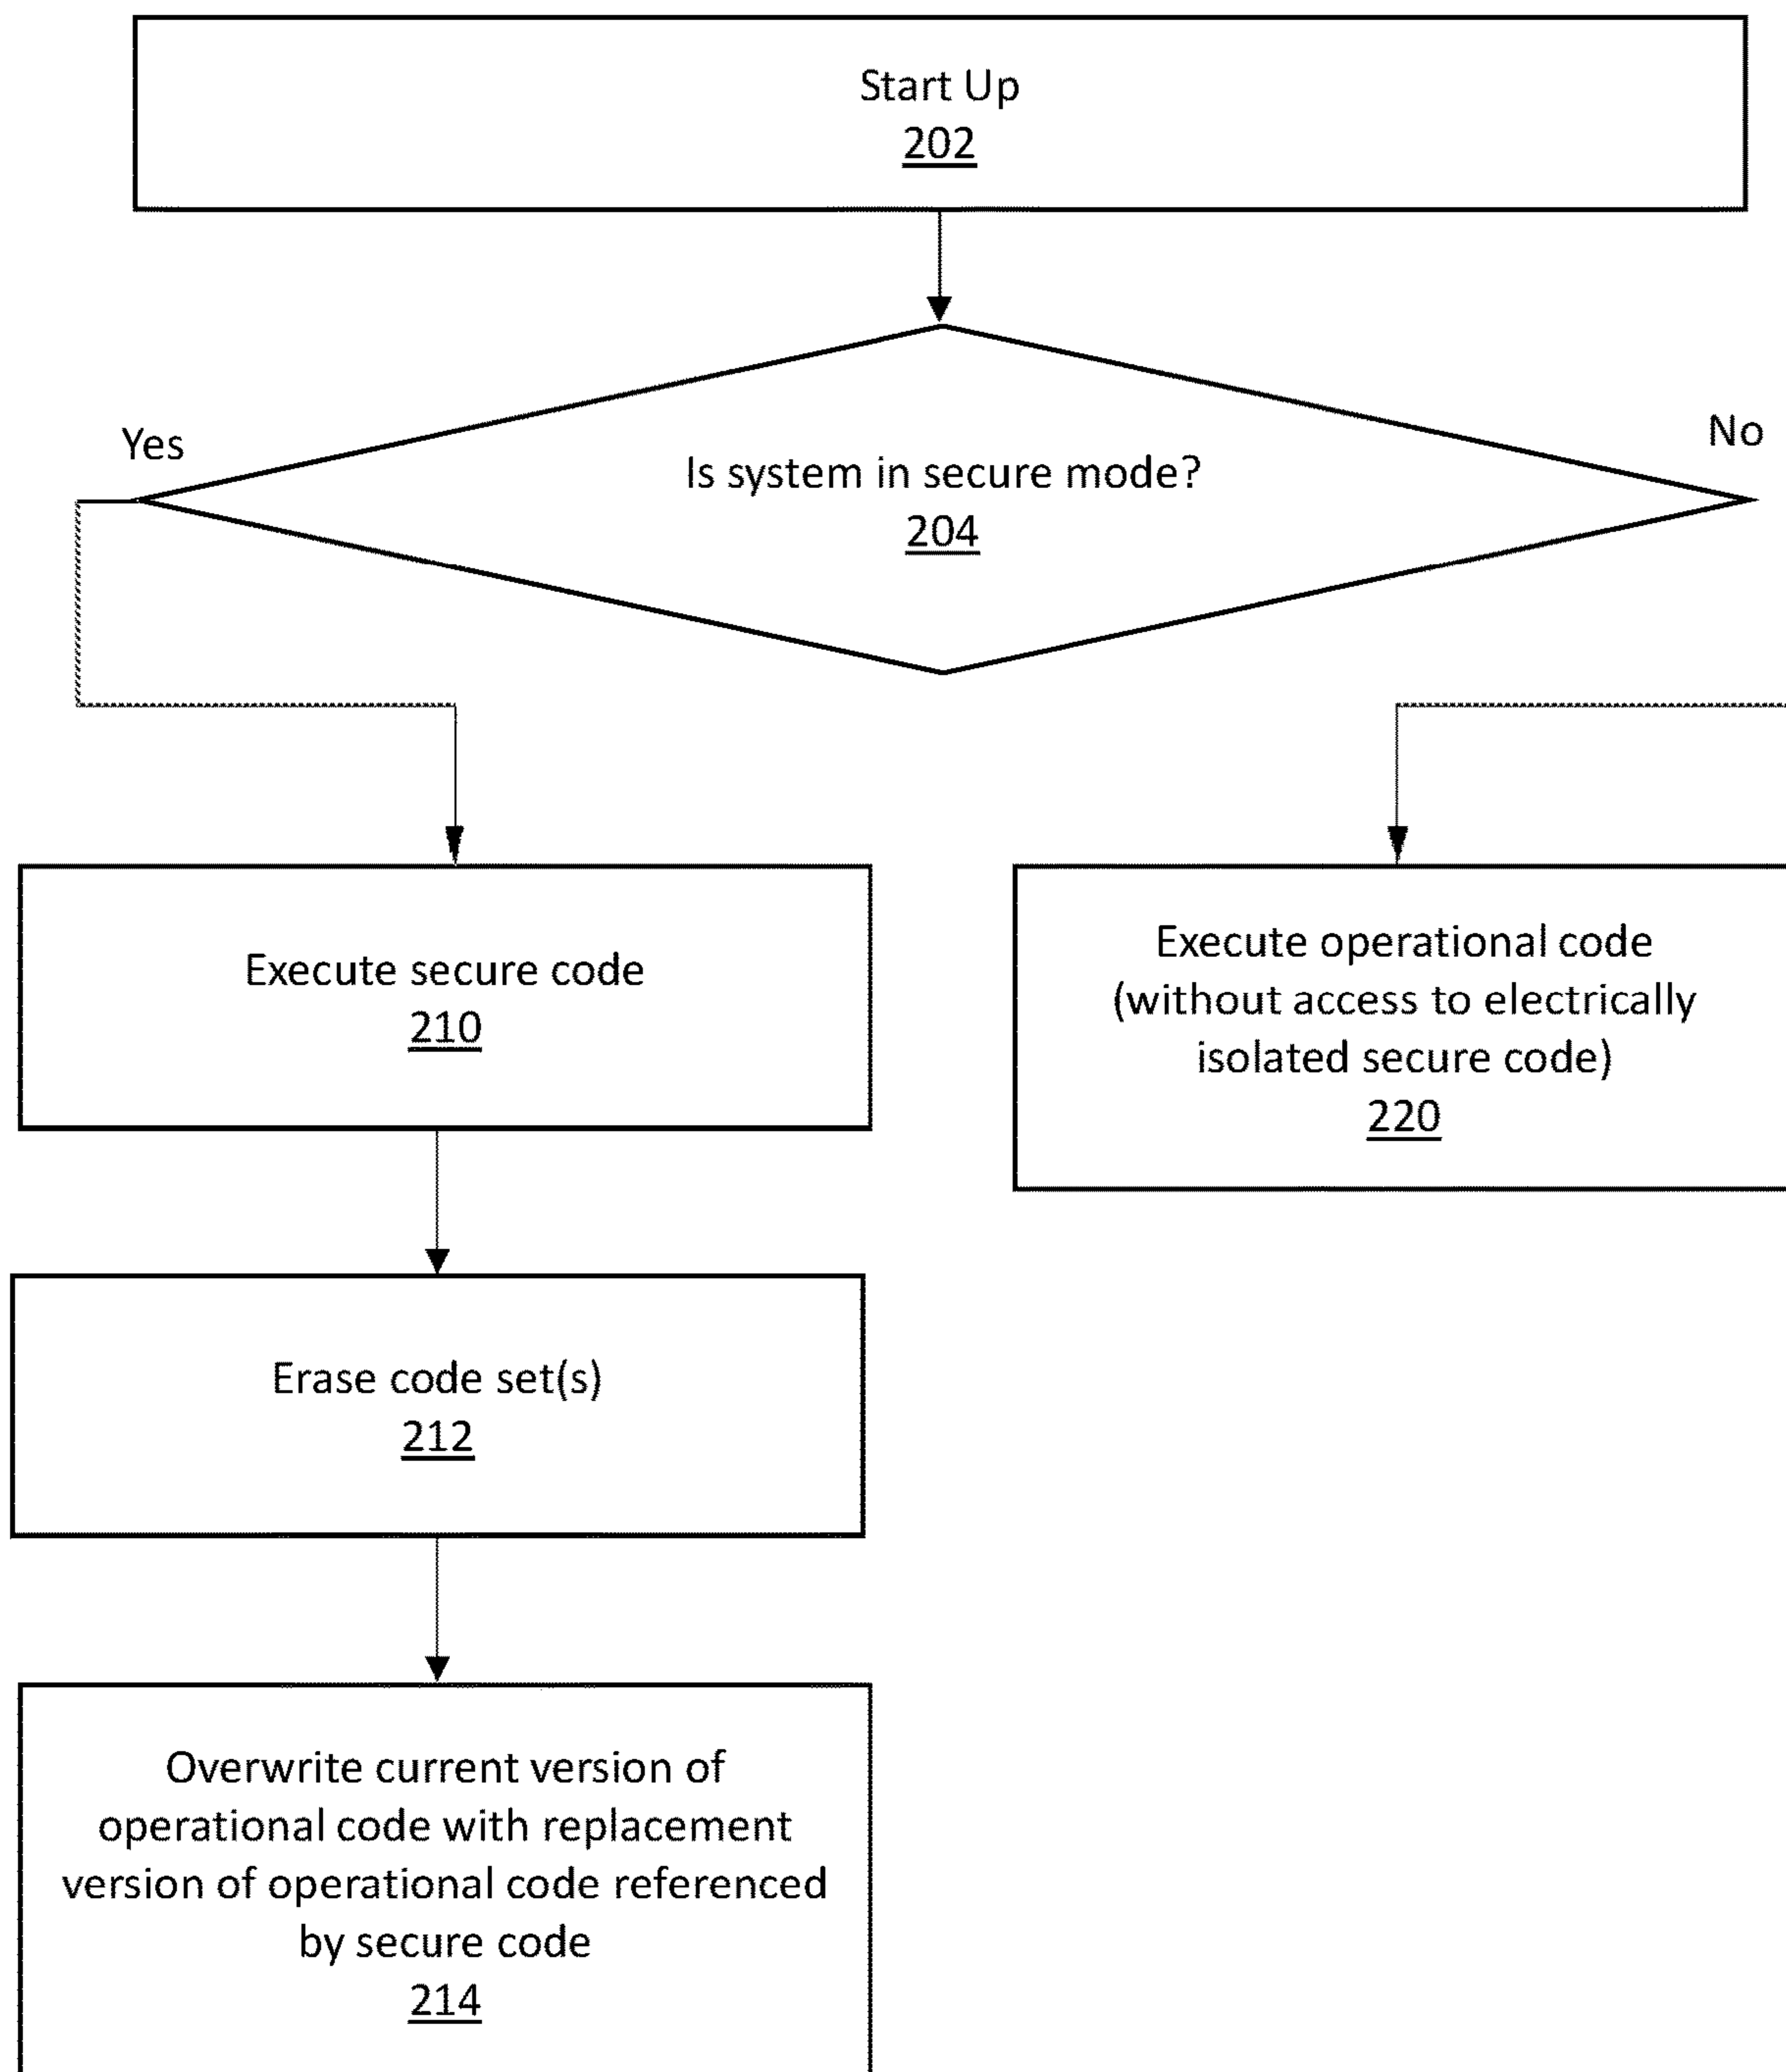 Start Up
202
Yes
No
Is system in secure mode?
204
Execute secure code
210
Execute operational code
(without access to electrically
isolated secure code)
220
Erase code set(s)
212
Overwrite current version of
operational code with replacement
version of operational code referenced
by secure code
214